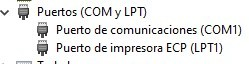 Puertos (COM y LPT)
Puerto de comunicaciones (COM1)
Puerto de impresora ECP (LPT1)